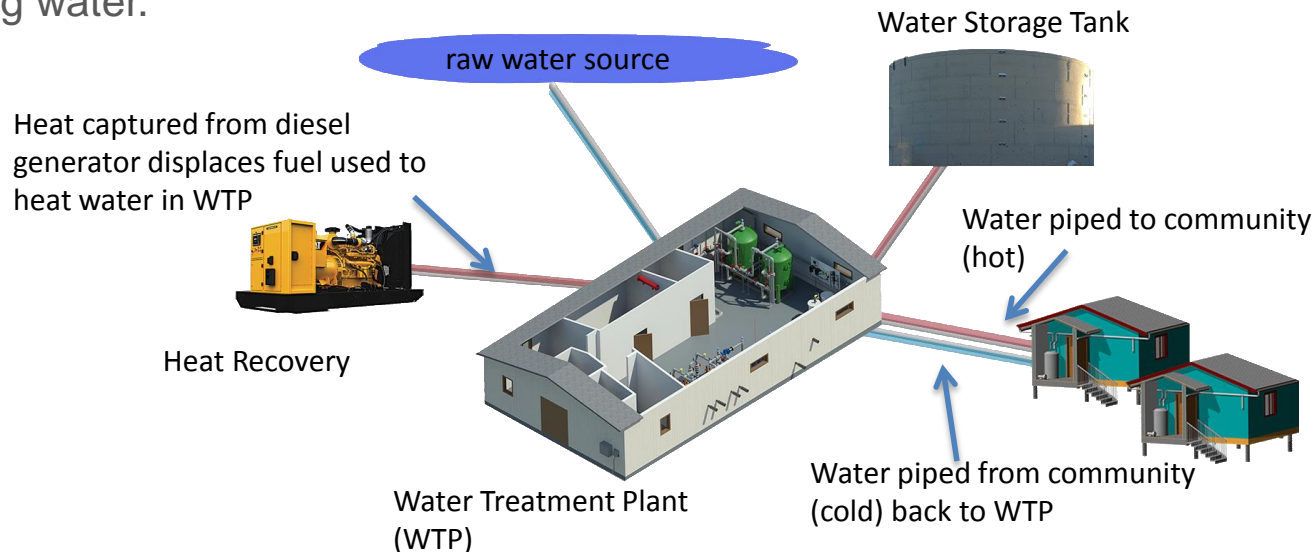 g water.
Water Storage Tank
raw water source
Heat captured from diesel
generator displaces fuel used to
heat water in WTP
Water piped to community
(hot)
Heat Recovery
Water piped from community
(cold) back to WTP
Water Treatment Plant
(WTP)